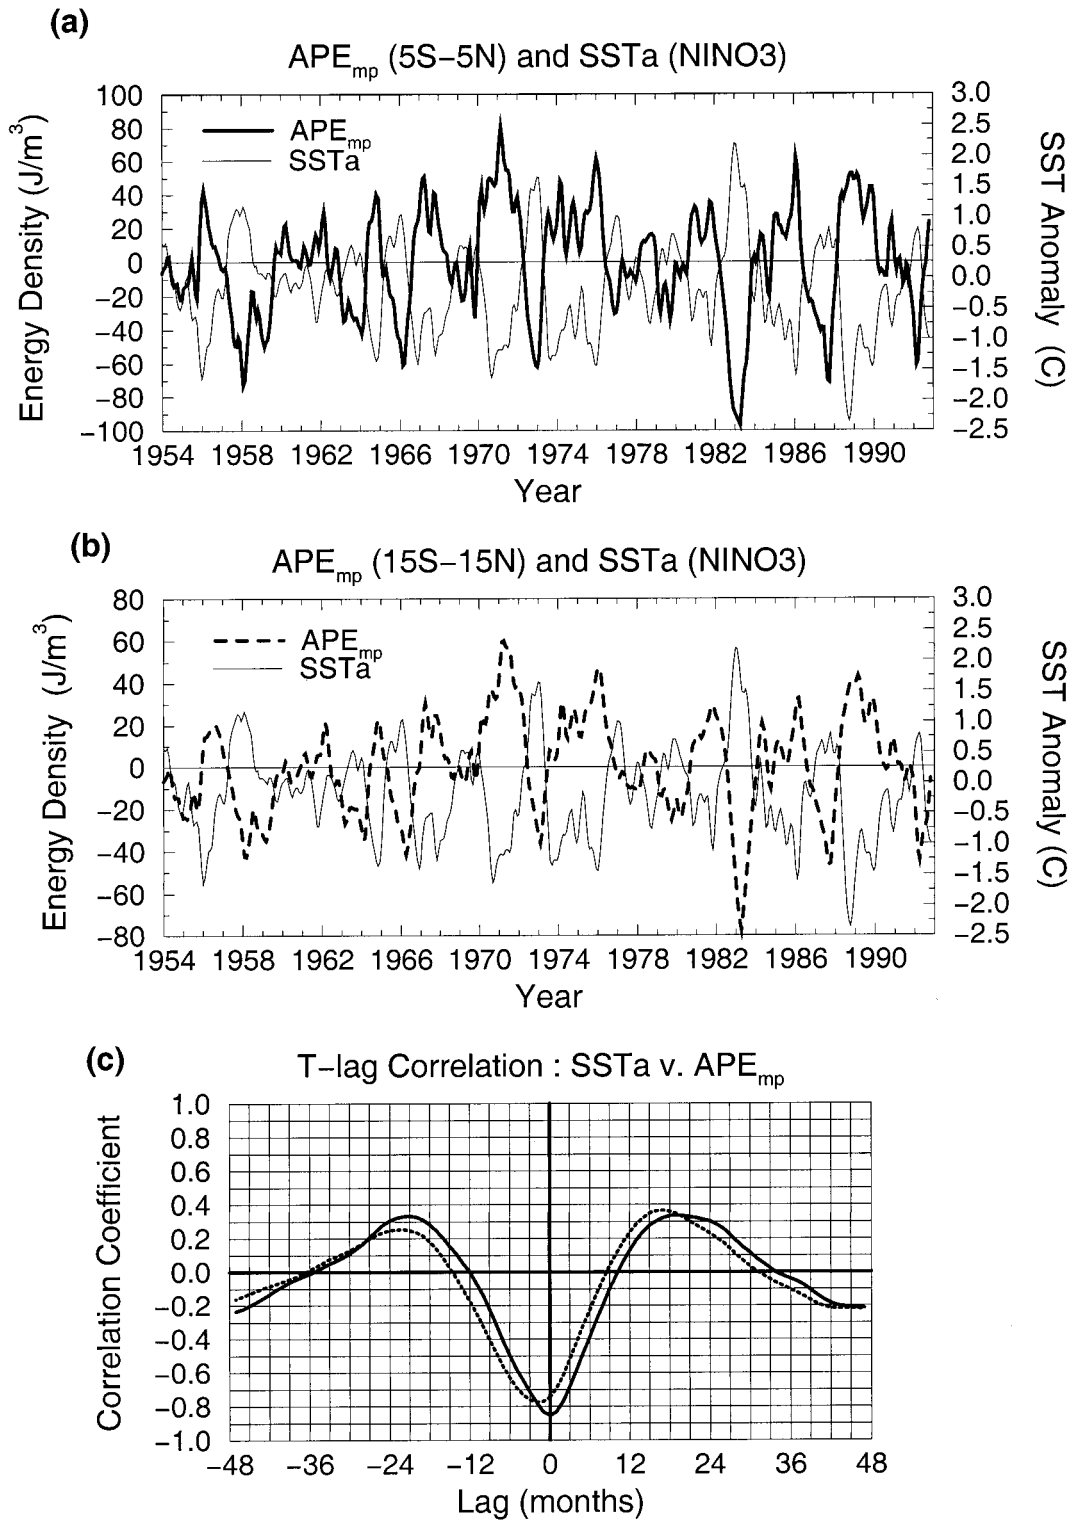 (a)
APEmp (5S−5N) and SSTa (NINO3)
Energy Density (J/m³)
100
80
60
40
20
0
−20
−40
−60
−80
−100
APEmp
SSTa
3.0
2.5
2.0
1.5
1.0
0.5
0.0
−0.5
−1.0
−1.5
−2.0
−2.5
SST Anomaly (C)
1954 1958 1962 1966 1970 1974 1978 1982 1986 1990
Year
(b)
APEmp (15S−15N) and SSTa (NINO3)
Energy Density (J/m³)
80
60
40
20
0
−20
−40
−60
−80
APEmp
SSTa
3.0
2.5
2.0
1.5
1.0
0.5
0.0
−0.5
−1.0
−1.5
−2.0
−2.5
SST Anomaly (C)
1954 1958 1962 1966 1970 1974 1978 1982 1986 1990
Year
(c)
T−lag Correlation : SSTa v. APEmp
Correlation Coefficient
1.0
0.8
0.6
0.4
0.2
0.0
−0.2
−0.4
−0.6
−0.8
−1.0
−48 −36 −24 −12 0 12 24 36 48
Lag (months)